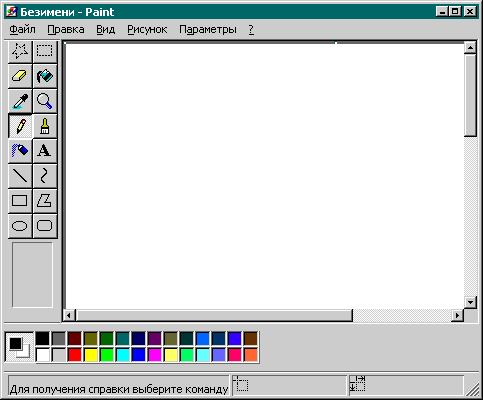 Безимени - Paint
Файл Правка Вид Рисунок Параметры ?
A
Для получения справки выберите команду